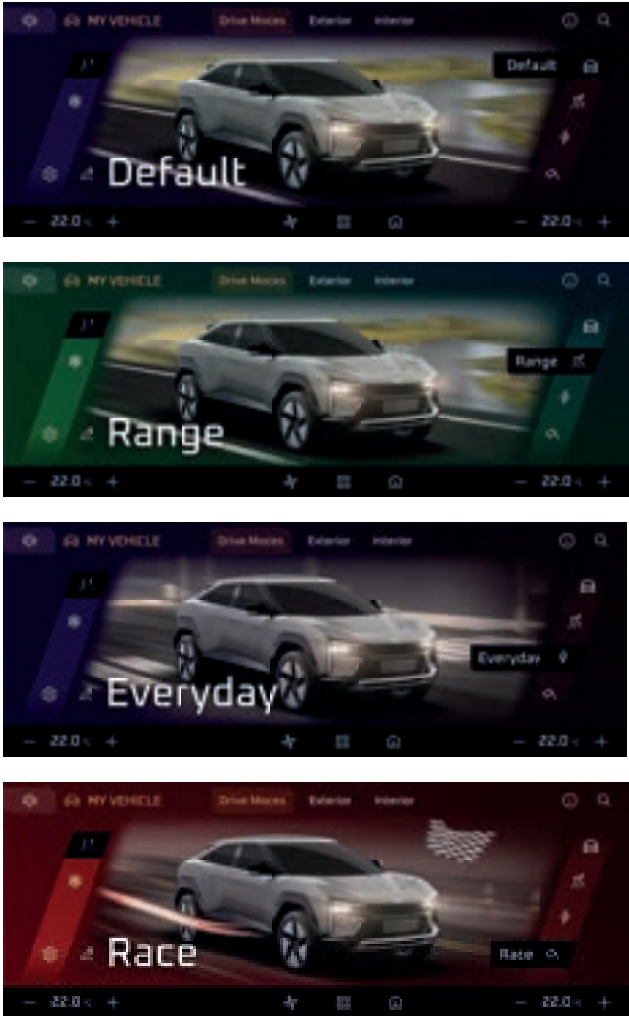 MY VEHICLE Drive Modes Exterior Interior
Default
Default
22.0 °C 22.0 °C
MY VEHICLE Drive Modes Exterior Interior
Range
Range
22.0 °C 22.0 °C
MY VEHICLE Drive Modes Exterior Interior
Everyday
Everyday
22.0 °C 22.0 °C
MY VEHICLE Drive Modes Exterior Interior
Race
Race
22.0 °C 22.0 °C